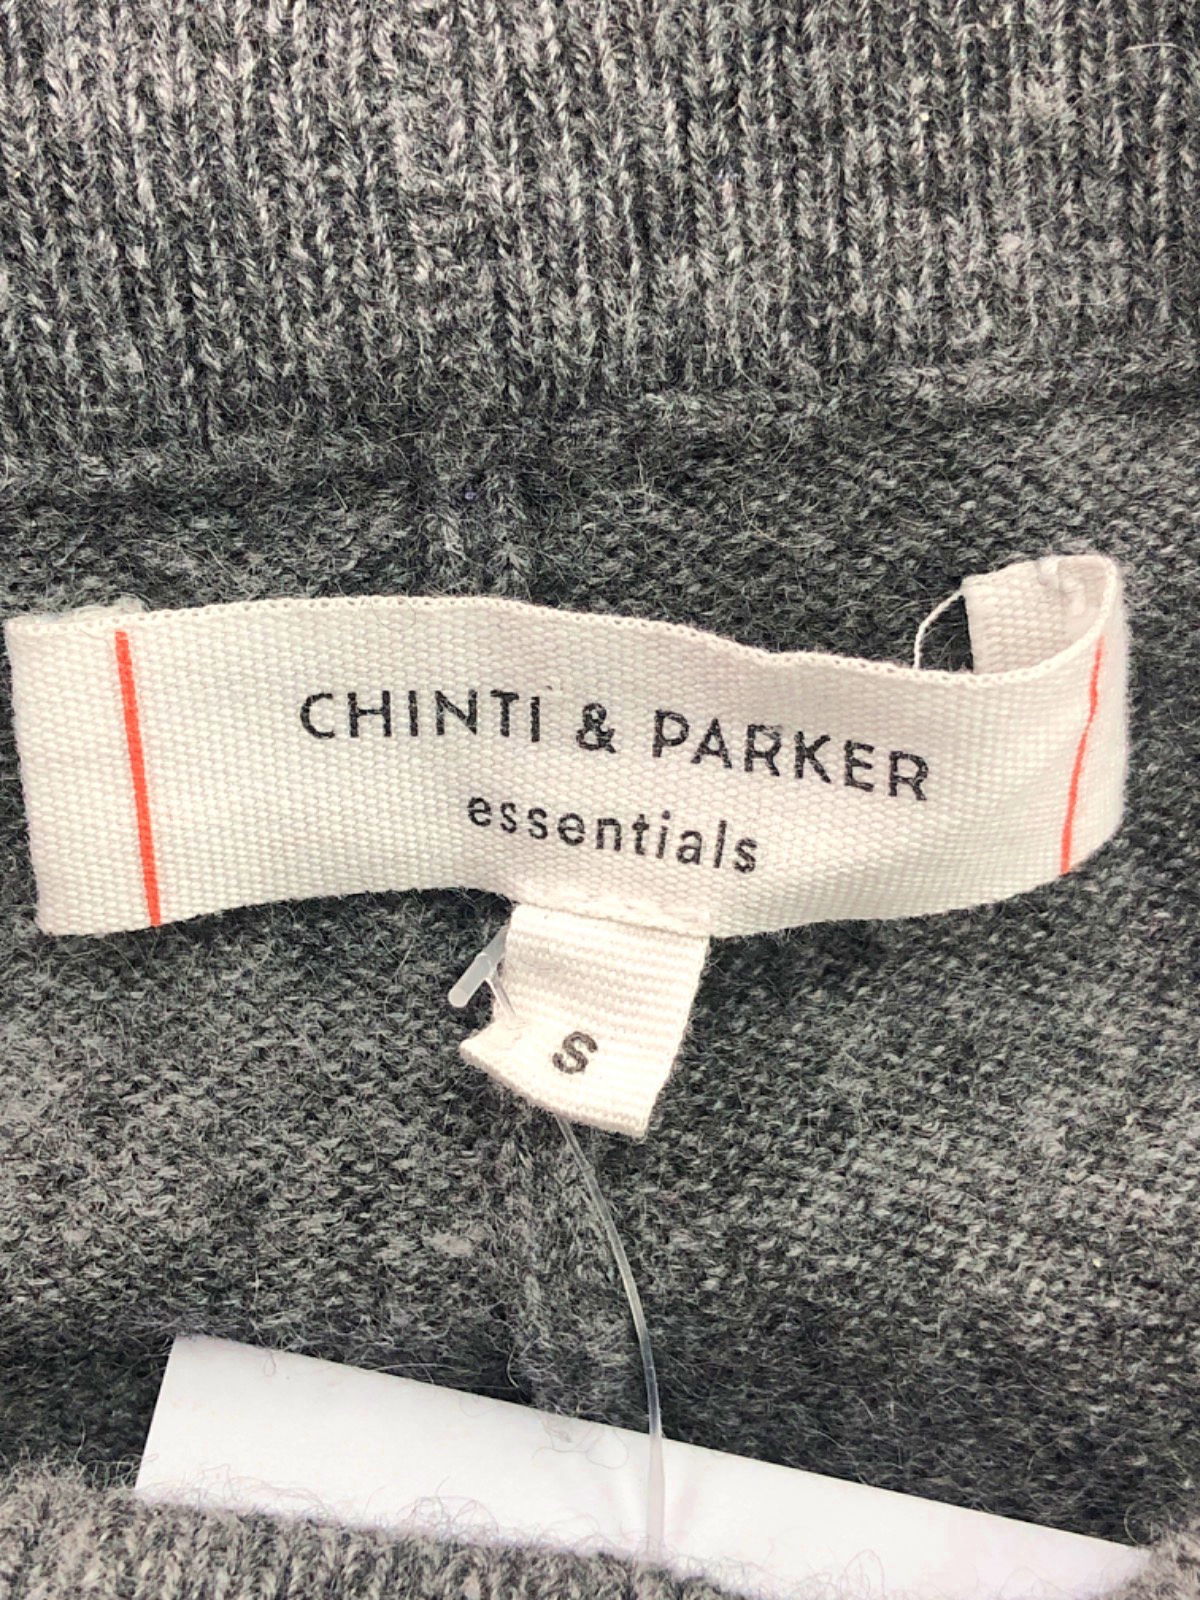 CHINTI & PARKER
essentials
S